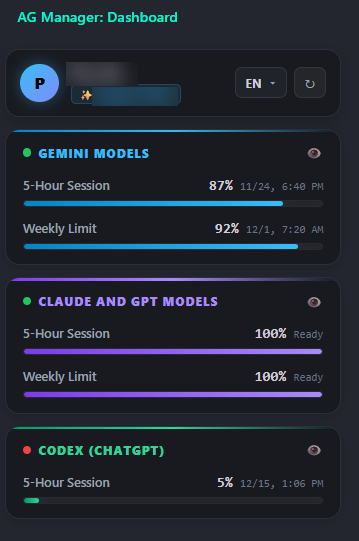 AG Manager: Dashboard
P
EN
GEMINI MODELS
5-Hour Session 87% 11/24, 6:40 PM
Weekly Limit 92% 12/1, 7:20 AM
CLAUDE AND GPT MODELS
5-Hour Session 100% Ready
Weekly Limit 100% Ready
CODEX (CHATGPT)
5-Hour Session 5% 12/15, 1:06 PM